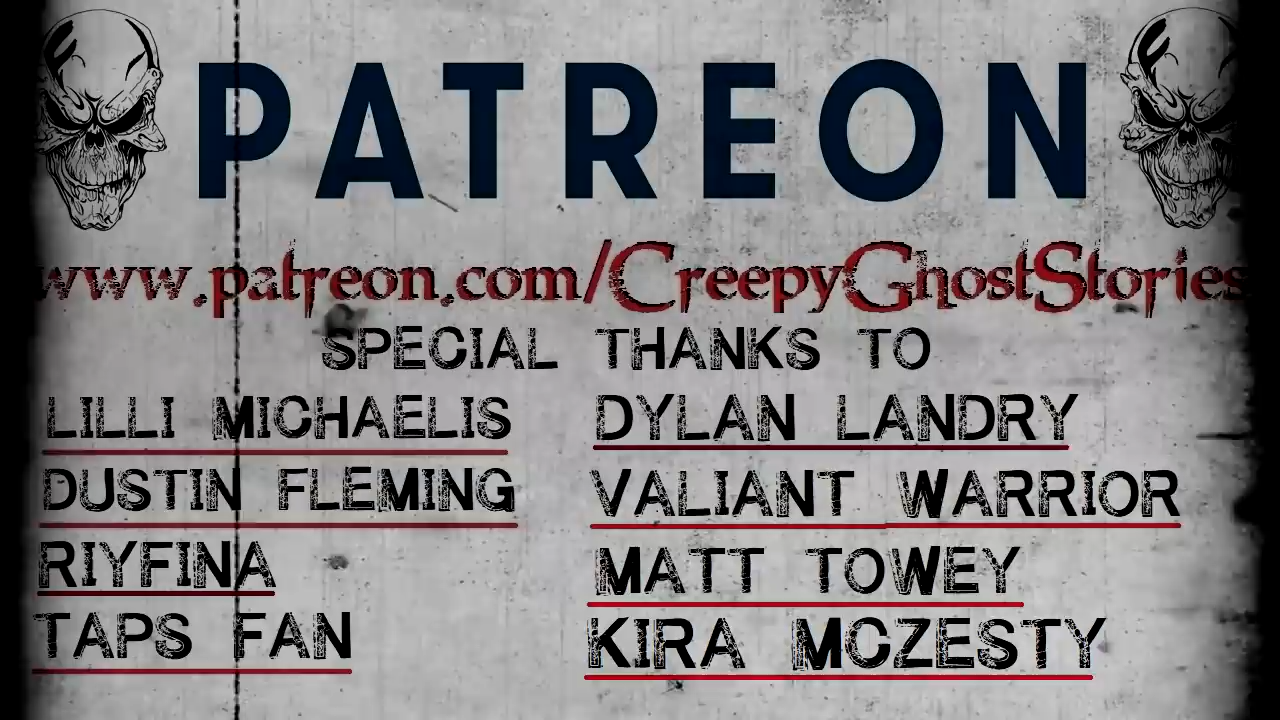 PATREON
www.patreon.com/CreepyGhostStories
SPECIAL THANKS TO
LILLI MICHAELIS
DYLAN LANDRY
DUSTIN FLEMING
VALIANT WARRIOR
RIYFINA
MATT TOWEY
TAPS FAN
KIRA MCZESTY